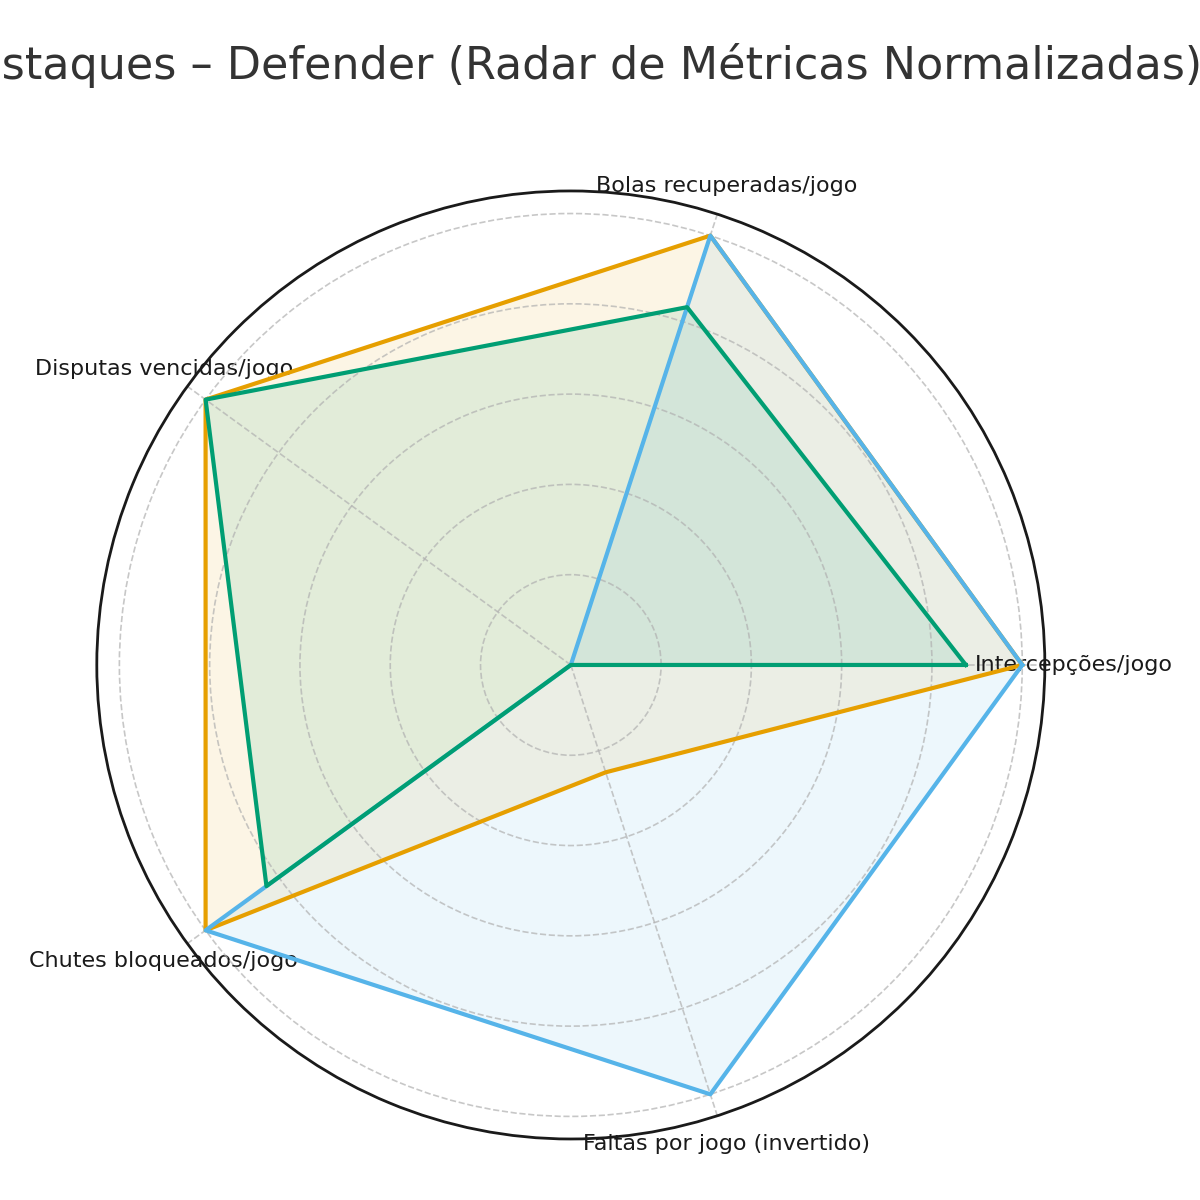 staques – Defender (Radar de Métricas Normalizadas)
Bolas recuperadas/jogo
Disputas vencidas/jogo
Intercepções/jogo
Chutes bloqueados/jogo
Faltas por jogo (invertido)